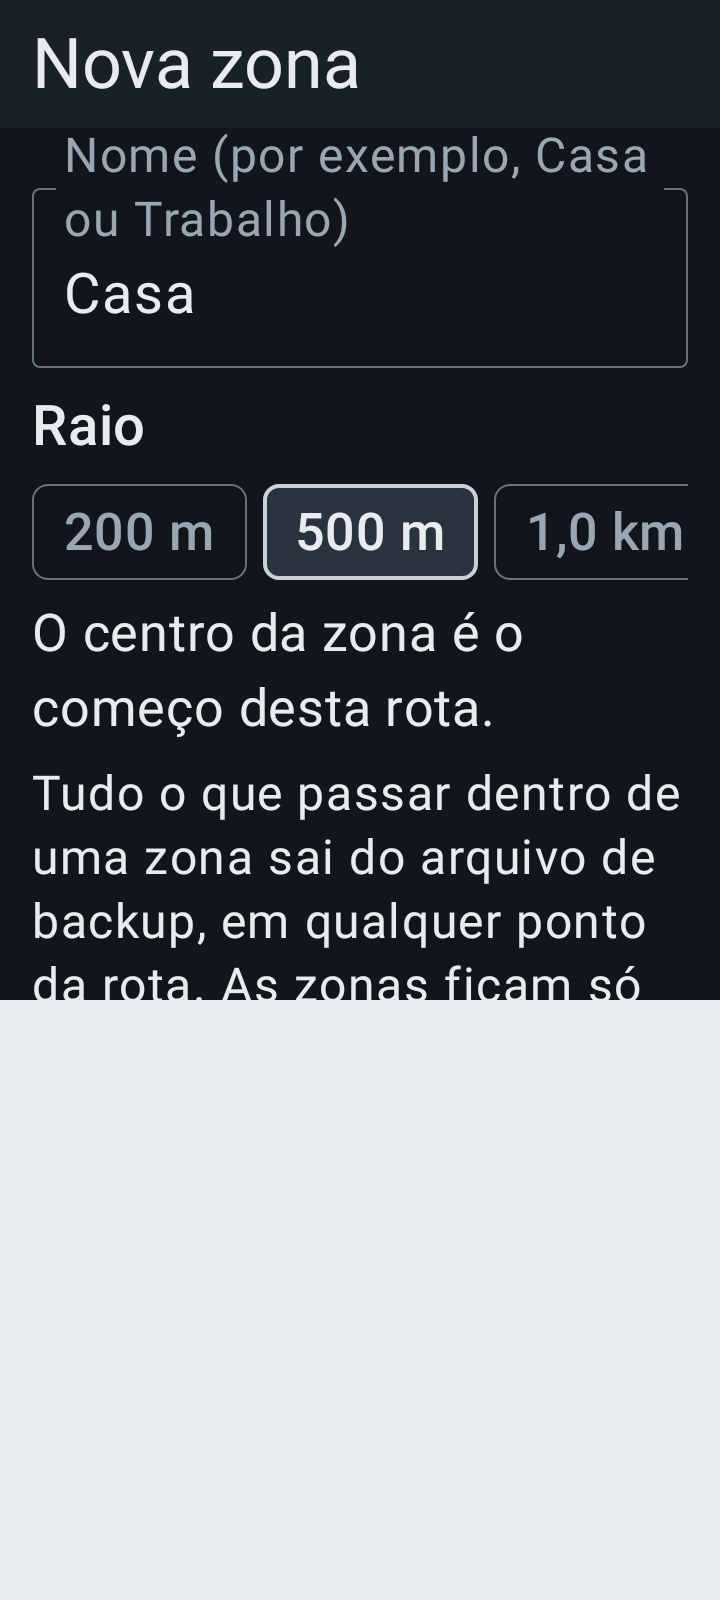 Nova zona
Nome (por exemplo, Casa
ou Trabalho)
Casa
Raio
200 m 500 m 1,0 km
O centro da zona é o
começo desta rota.
Tudo o que passar dentro de
uma zona sai do arquivo de
backup, em qualquer ponto
da rota. As zonas ficam só